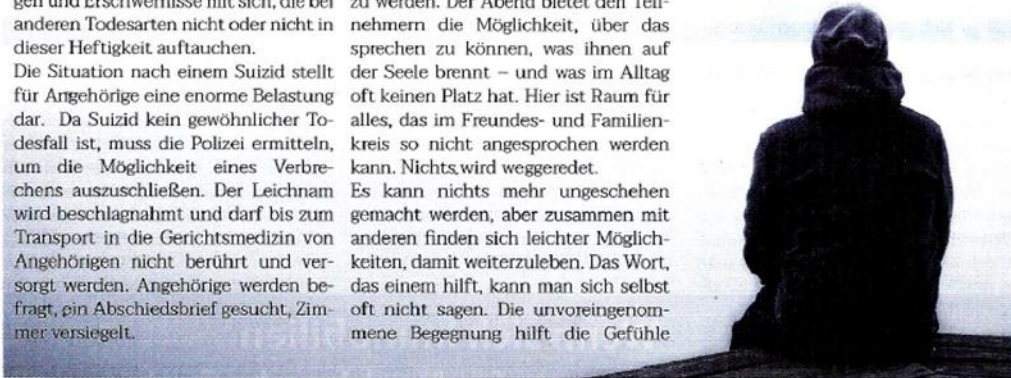 gen und Erschwernisse mit sich, die bei
anderen Todesarten nicht oder nicht in
dieser Heftigkeit auftauchen.
Die Situation nach einem Suizid stellt
für Angehörige eine enorme Belastung
dar. Da Suizid kein gewöhnlicher To-
desfall ist, muss die Polizei ermitteln,
um die Möglichkeit eines Verbre-
chens auszuschließen. Der Leichnam
wird beschlagnahmt und darf bis zum
Transport in die Gerichtsmedizin von
Angehörigen nicht berührt und ver-
sorgt werden. Angehörige werden be-
fragt, ein Abschiedsbrief gesucht, Zim-
mer versiegelt.
zu werden. Der Abend bietet den Teil-
nehmern die Möglichkeit, über das
sprechen zu können, was ihnen auf
der Seele brennt – und was im Alltag
oft keinen Platz hat. Hier ist Raum für
alles, das im Freundes- und Familien-
kreis so nicht angesprochen werden
kann. Nichts wird weggeredet.
Es kann nichts mehr ungeschehen
gemacht werden, aber zusammen mit
anderen finden sich leichter Möglich-
keiten, damit weiterzuleben. Das Wort,
das einem hilft, kann man sich selbst
oft nicht sagen. Die unvoreingenom-
mene Begegnung hilft die Gefühle